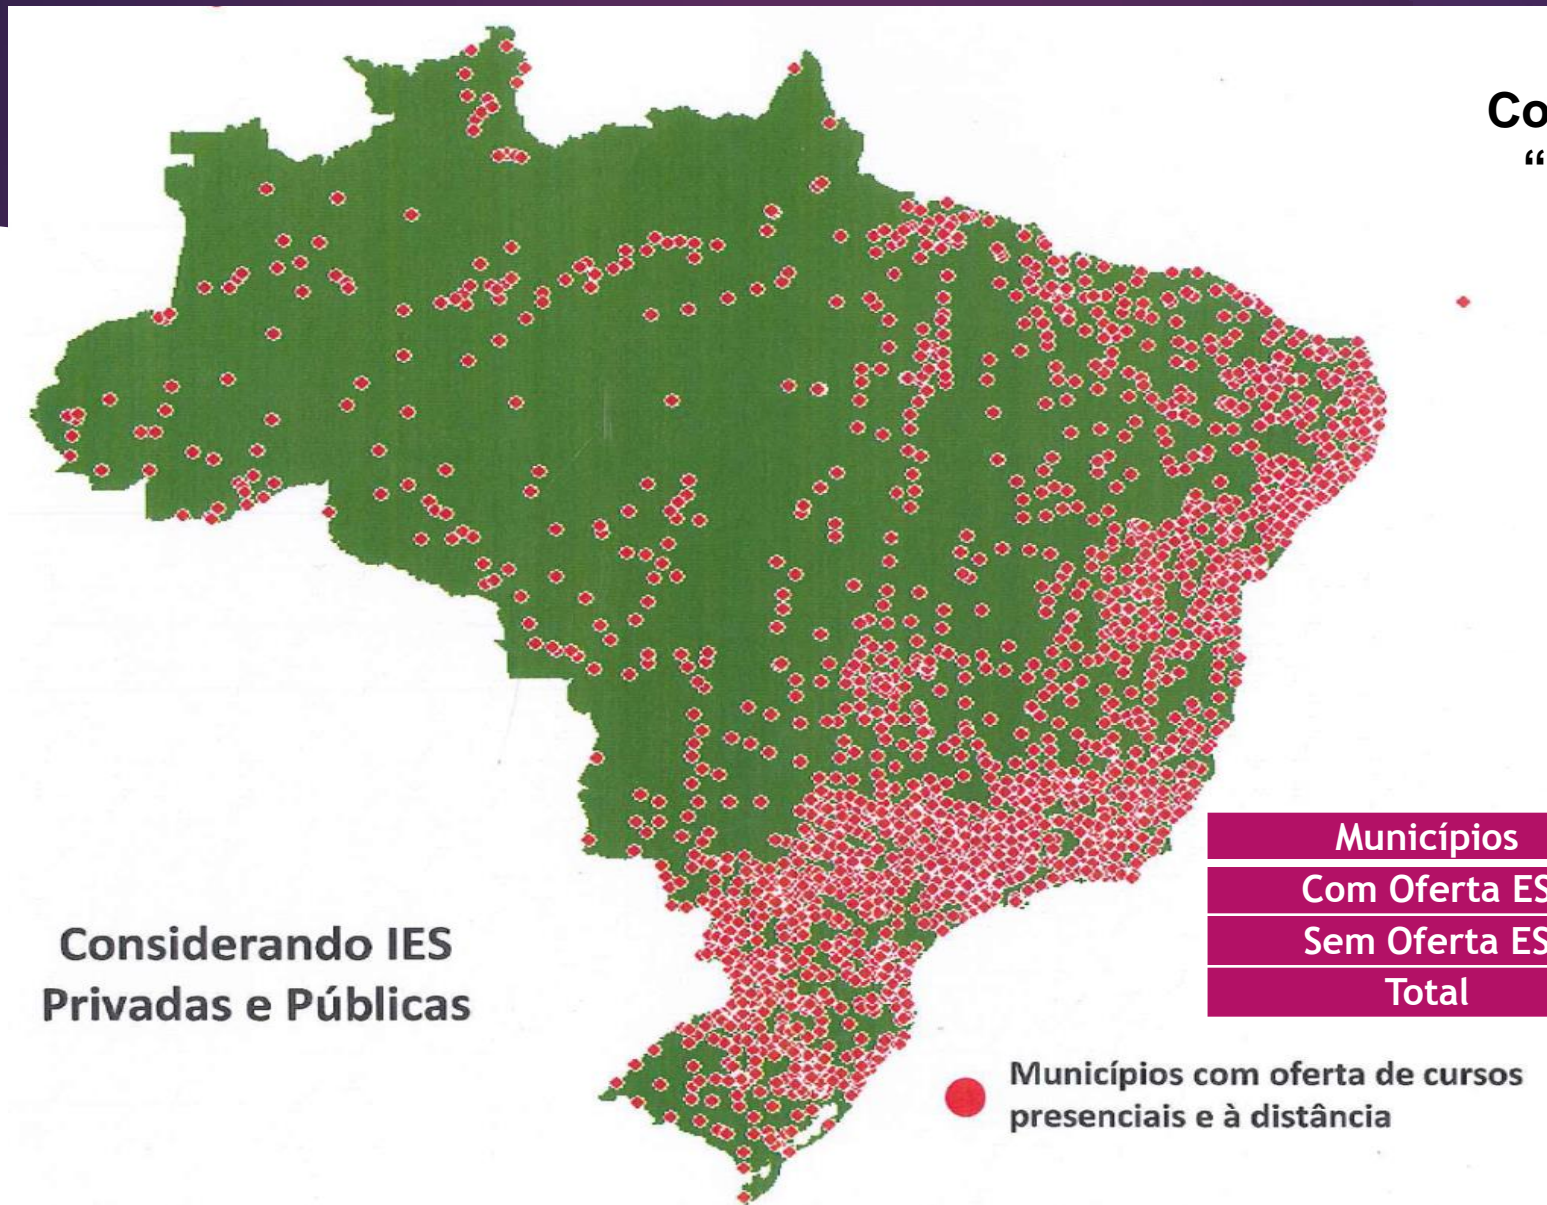 Co
“
Municípios
Com Oferta ES
Sem Oferta ES
Total
Considerando IES
Privadas e Públicas
Municípios com oferta de cursos
presenciais e à distância